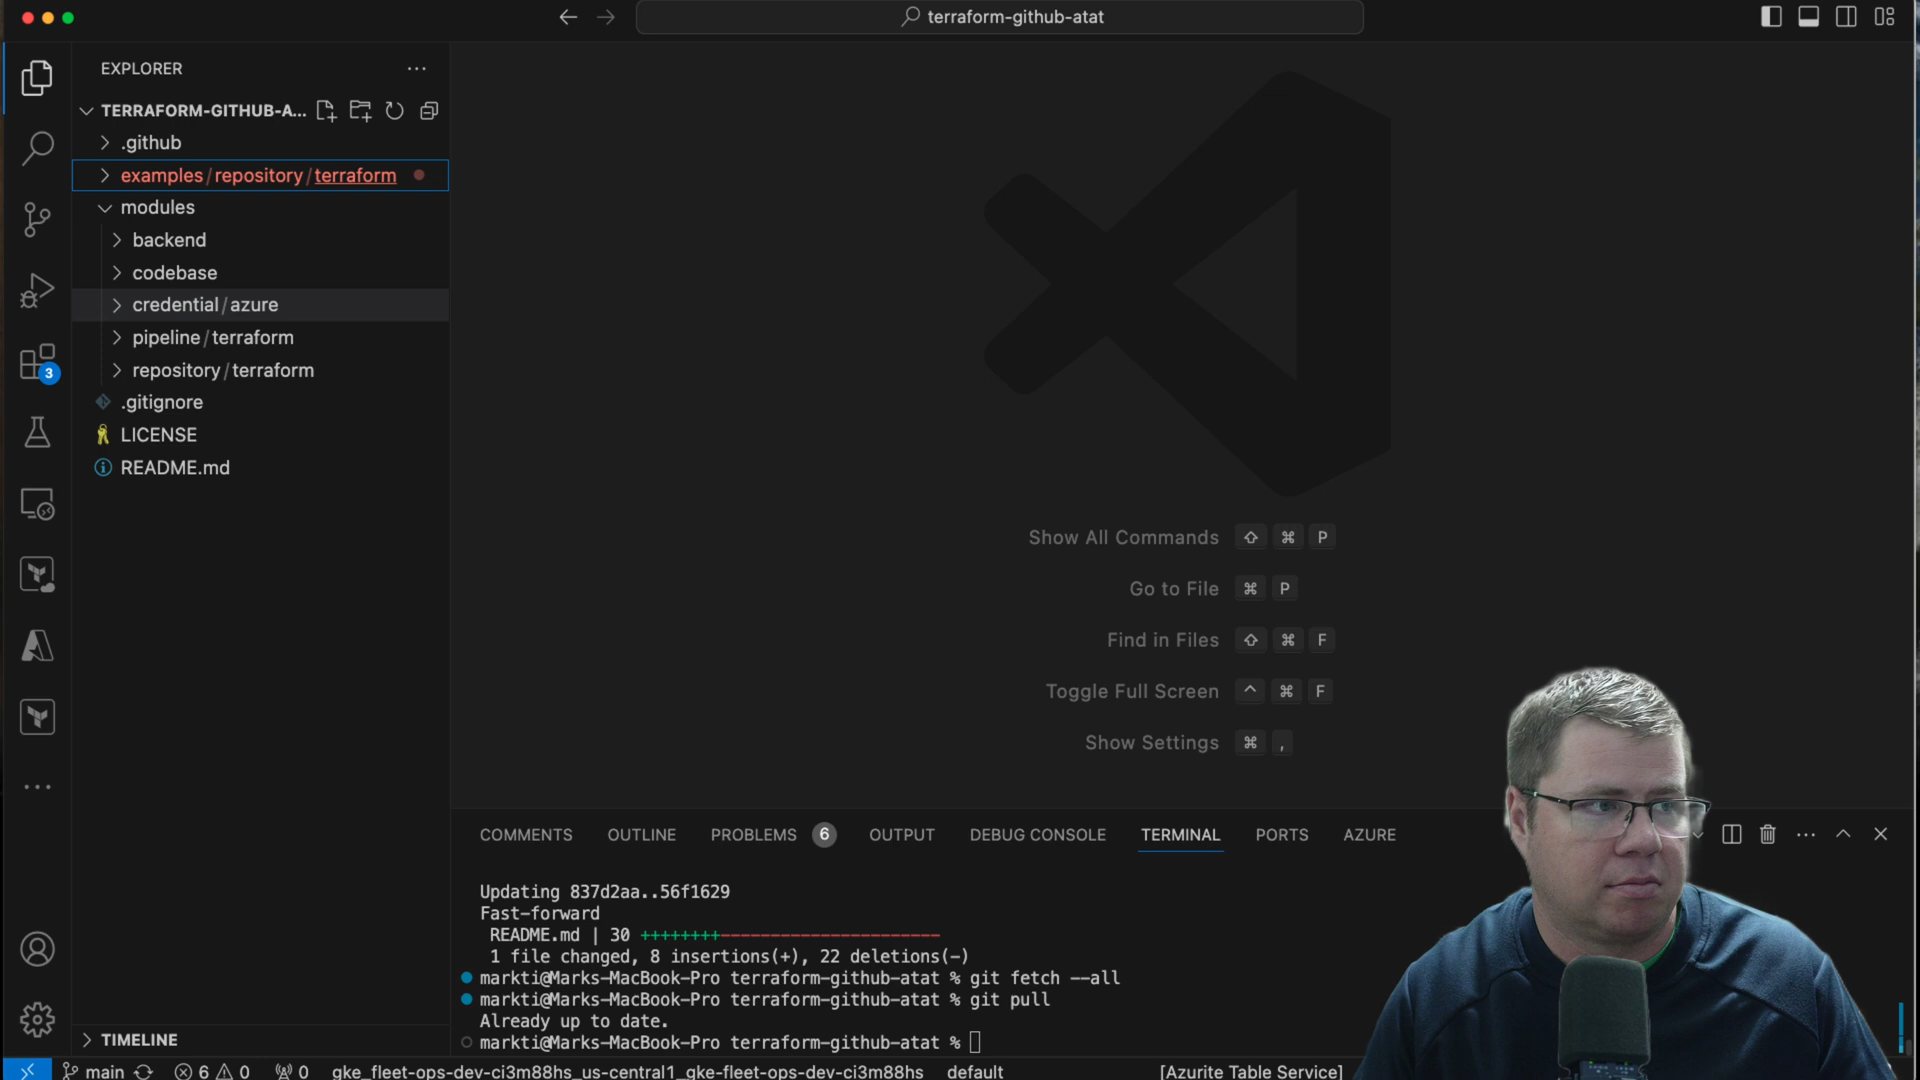 terraform-github-atat
EXPLORER
TERRAFORM-GITHUB-A...
.github
examples/repository/terraform
modules
backend
codebase
credential/azure
pipeline/terraform
repository/terraform
.gitignore
LICENSE
README.md
3
TIMELINE
Show All Commands ⇧ ⌘ P
Go to File ⌘ P
Find in Files ⇧ ⌘ F
Toggle Full Screen ^ ⌘ F
Show Settings ⌘ ,
COMMENTS OUTLINE PROBLEMS 6 OUTPUT DEBUG CONSOLE TERMINAL PORTS AZURE
Updating 837d2aa..56f1629
Fast-forward
README.md | 30 ++++++++----------------------
1 file changed, 8 insertions(+), 22 deletions(-)
markti@Marks-MacBook-Pro terraform-github-atat % git fetch --all
markti@Marks-MacBook-Pro terraform-github-atat % git pull
Already up to date.
markti@Marks-MacBook-Pro terraform-github-atat %
main 6 0 0 gke_fleet-ops-dev-ci3m88hs_us-central1_gke-fleet-ops-dev-ci3m88hs default [Azurite Table Service]